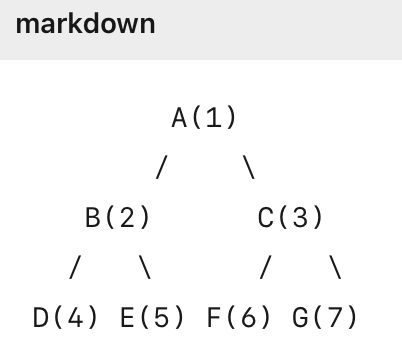 markdown
A(1)
/ \
B(2) C(3)
/ \ / \
D(4) E(5) F(6) G(7)